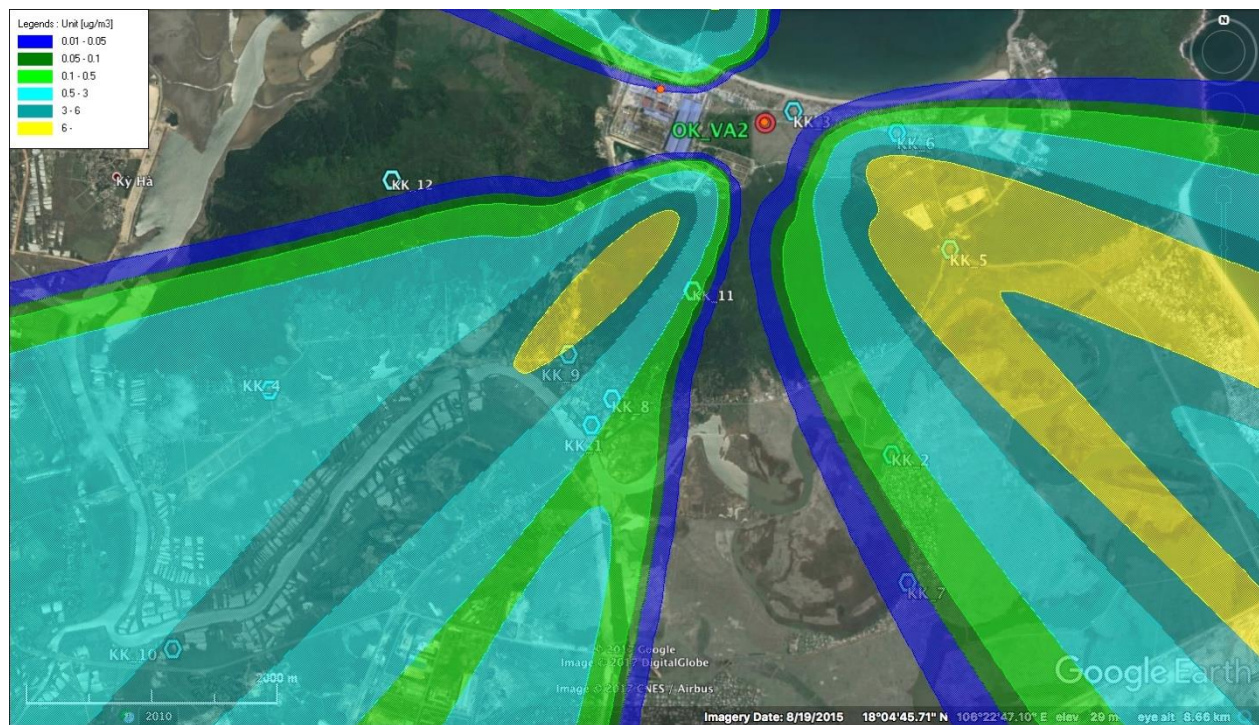 Legends : Unit [ug/m3]
0.01 - 0.05
0.05 - 0.1
0.1 - 0.5
0.5 - 3
3 - 6
6 -
N
OK_VA2
KK_3
KK_6
Kỳ Hà
KK_12
KK_5
KK_11
KK_9
KK_4
KK_8
KK_1
KK_2
KK_7
KK_10
Google
Image © 2017 DigitalGlobe
Image © 2017 CNES / Airbus
Google Earth
2000 m
2010
Imagery Date: 8/19/2015 18°04'45.71" N 106°22'47.10" E elev 29 m eye alt 8.66 km